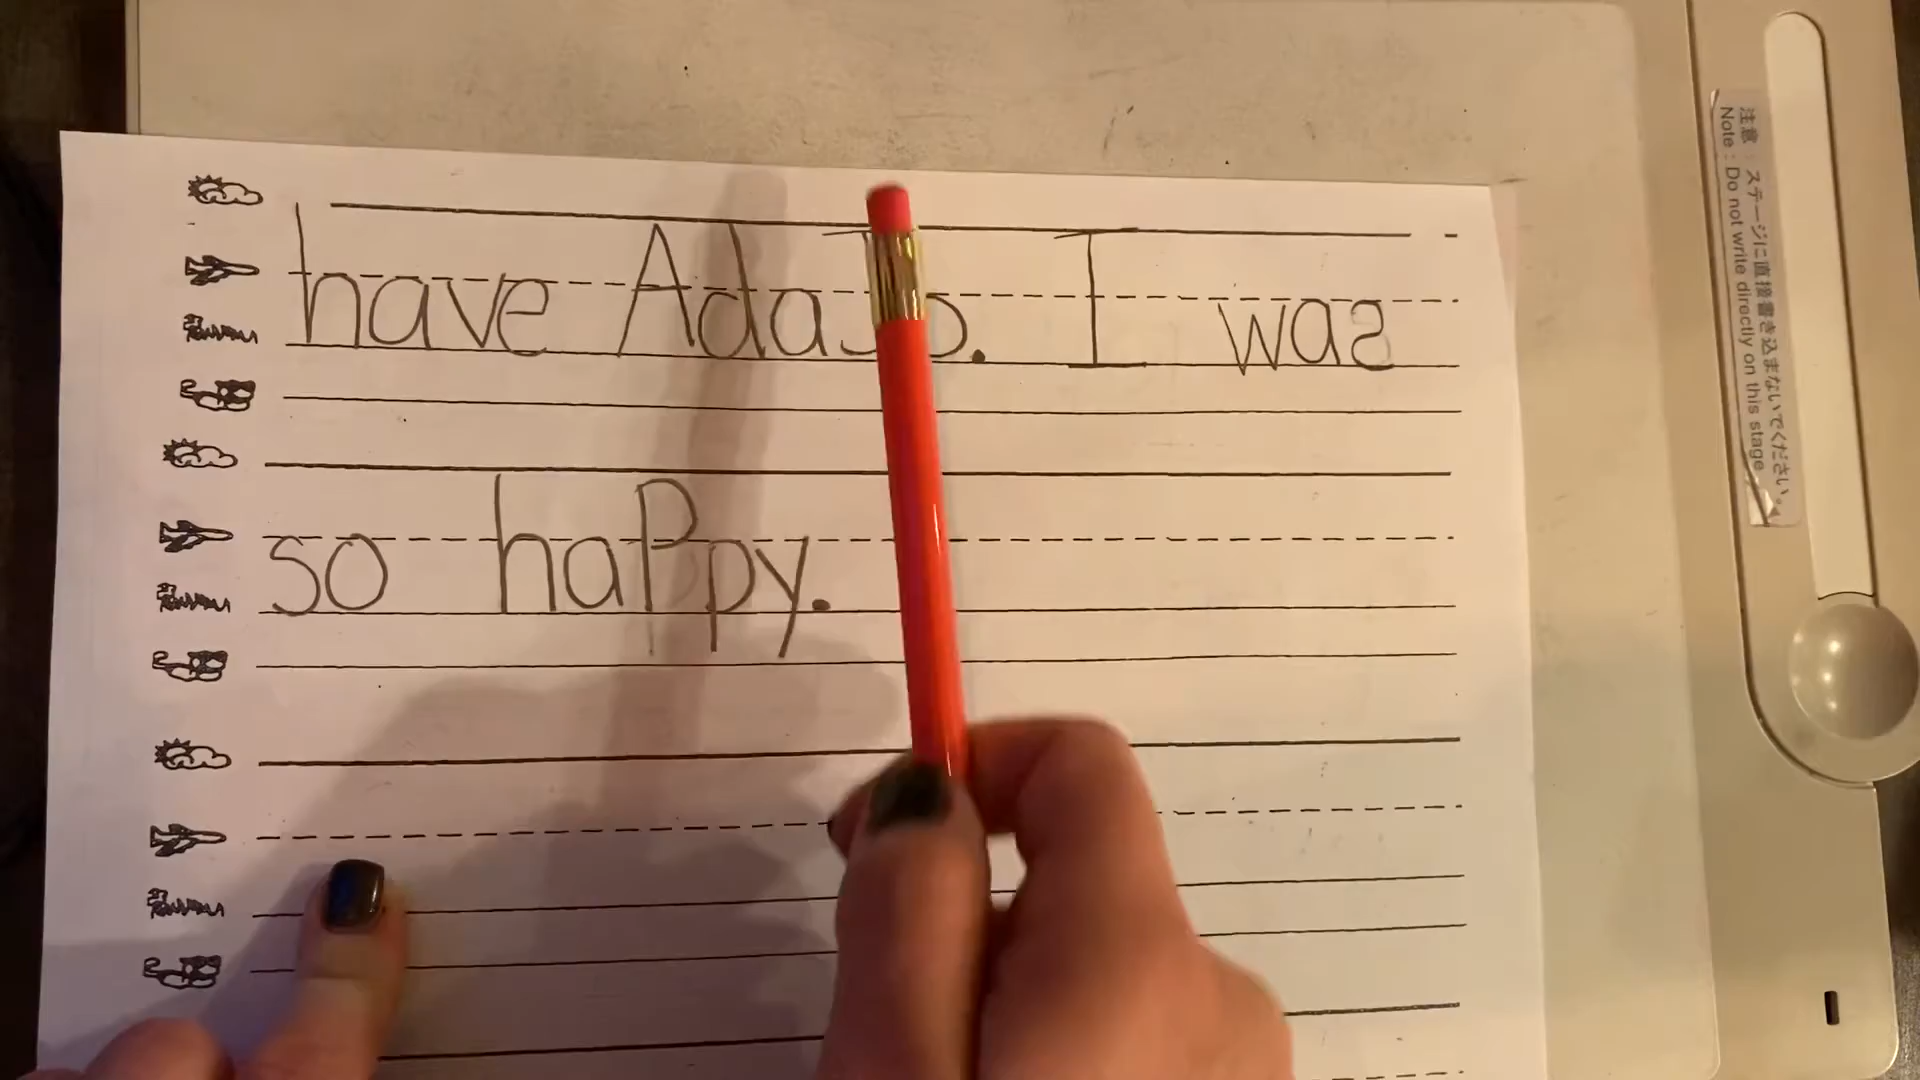 have I was
so haPpy.
注意：ステージに直接書き込まないでください。
Note : Do not write directly on this stage